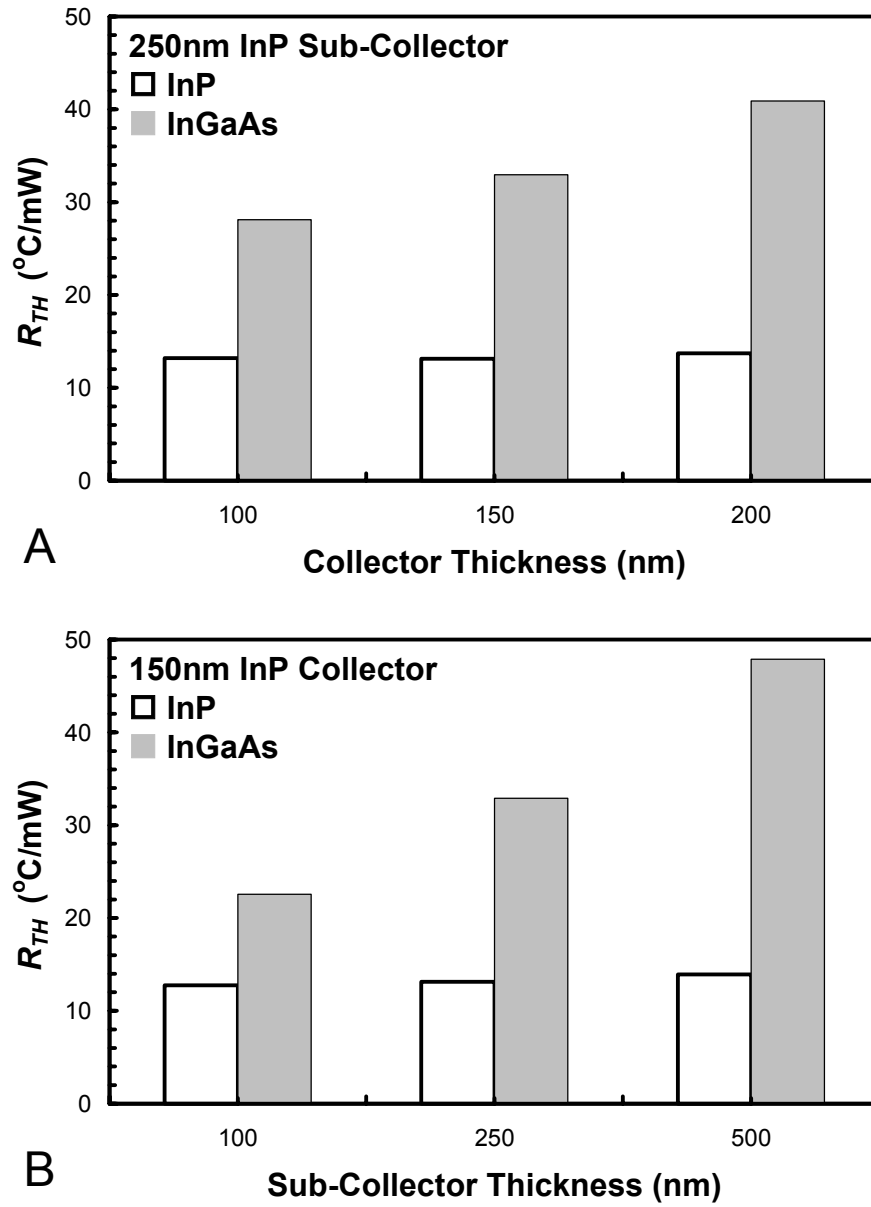 50
40
30
20
10
0
R_TH (°C/mW)
250nm InP Sub-Collector
InP
InGaAs
100 150 200
Collector Thickness (nm)
A
50
40
30
20
10
0
R_TH (°C/mW)
150nm InP Collector
InP
InGaAs
100 250 500
Sub-Collector Thickness (nm)
B